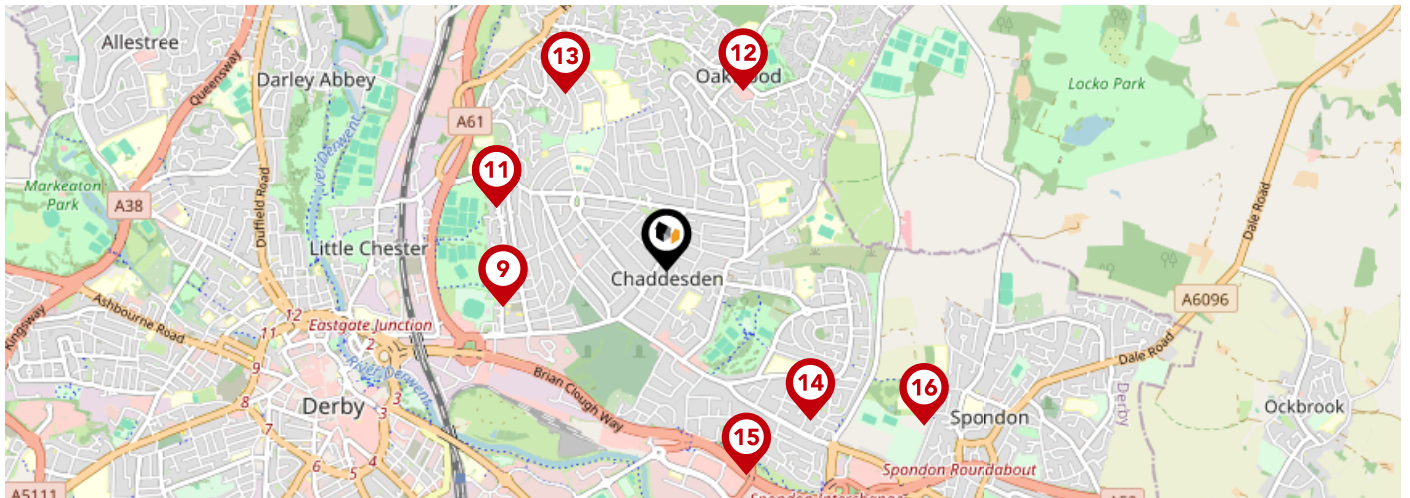 Allestree
Queensway
Darley Abbey
13
12
Locko Park
A61
River Derwent
11
Markeaton
Park
A38
Duffield Road
Dale Road
Little Chester
9
Chaddesden
Kingsway
Ashbourne Road
12
11
Eastgate Junction
2
A6096
River Derwent
9
8
Derby
3
3
Brian Clough Way
14
16
Dale Road
Derby
Spondon
Ockbrook
7
15
6
5
4
Spondon Roundabout
A5111